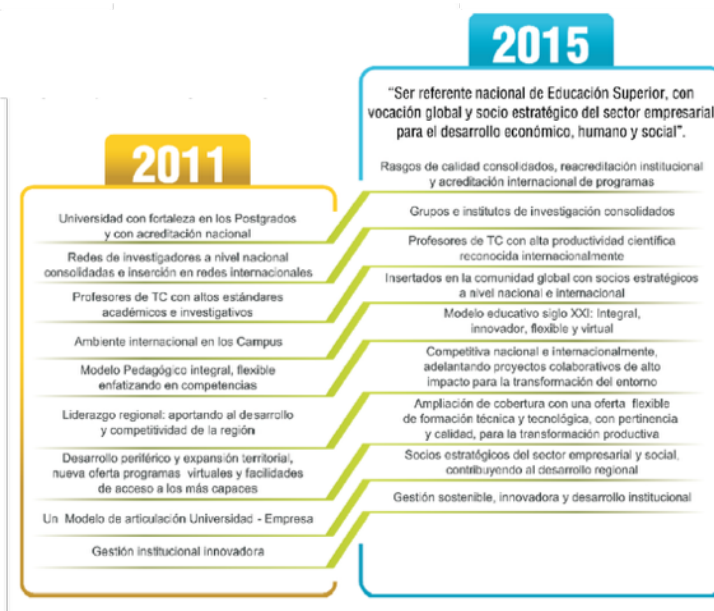 2011
Universidad con fortaleza en los Postgrados
y con acreditación nacional
Redes de investigadores a nivel nacional
consolidadas e inserción en redes internacionales
Profesores de TC con altos estándares
académicos e investigativos
Ambiente internacional en los Campus
Modelo Pedagógico integral, flexible
enfatizando en competencias
Liderazgo regional: aportando al desarrollo
y competitividad de la región
Desarrollo periférico y expansión territorial,
nueva oferta programas virtuales y facilidades
de acceso a los más capaces
Un Modelo de articulación Universidad - Empresa
Gestión institucional innovadora
2015
“Ser referente nacional de Educación Superior, con
vocación global y socio estratégico del sector empresarial
para el desarrollo económico, humano y social”.
Rasgos de calidad consolidados, reacreditación institucional
y acreditación internacional de programas
Grupos e institutos de investigación consolidados
Profesores de TC con alta productividad científica
reconocida internacionalmente
Insertados en la comunidad global con socios estratégicos
a nivel nacional e internacional
Modelo educativo siglo XXI: Integral,
innovador, flexible y virtual
Competitiva nacional e internacionalmente,
adelantando proyectos colaborativos de alto
impacto para la transformación del entorno
Ampliación de cobertura con una oferta flexible
de formación técnica y tecnológica, con pertinencia
y calidad, para la transformación productiva
Socios estratégicos del sector empresarial y social,
contribuyendo al desarrollo regional
Gestión sostenible, innovadora y desarrollo institucional